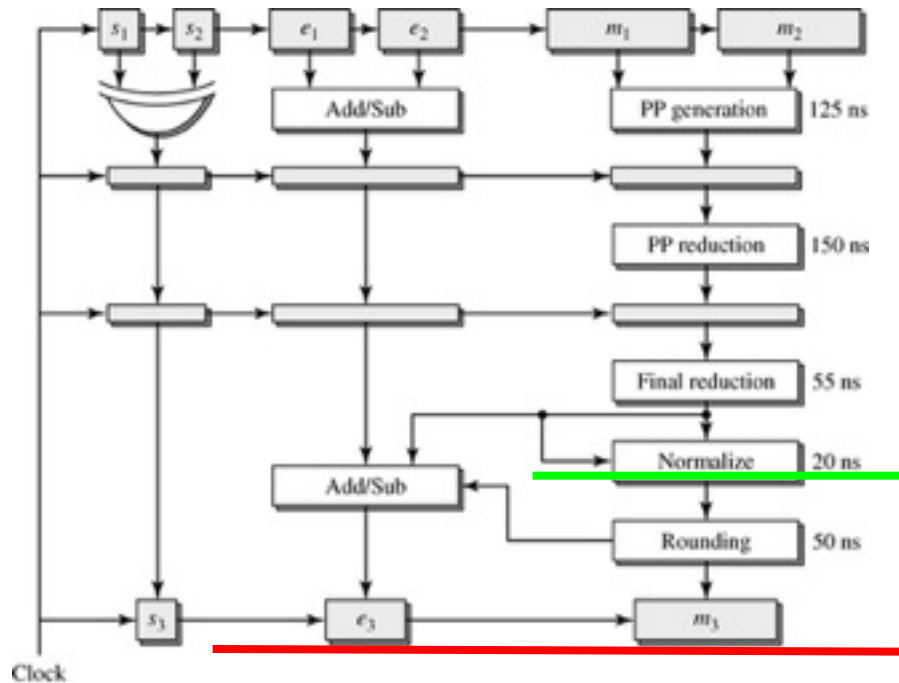 s1 s2 e1 e2 m1 m2
Add/Sub PP generation 125 ns
PP reduction 150 ns
Final reduction 55 ns
Normalize 20 ns
Add/Sub
Rounding 50 ns
s3 e3 m3
Clock